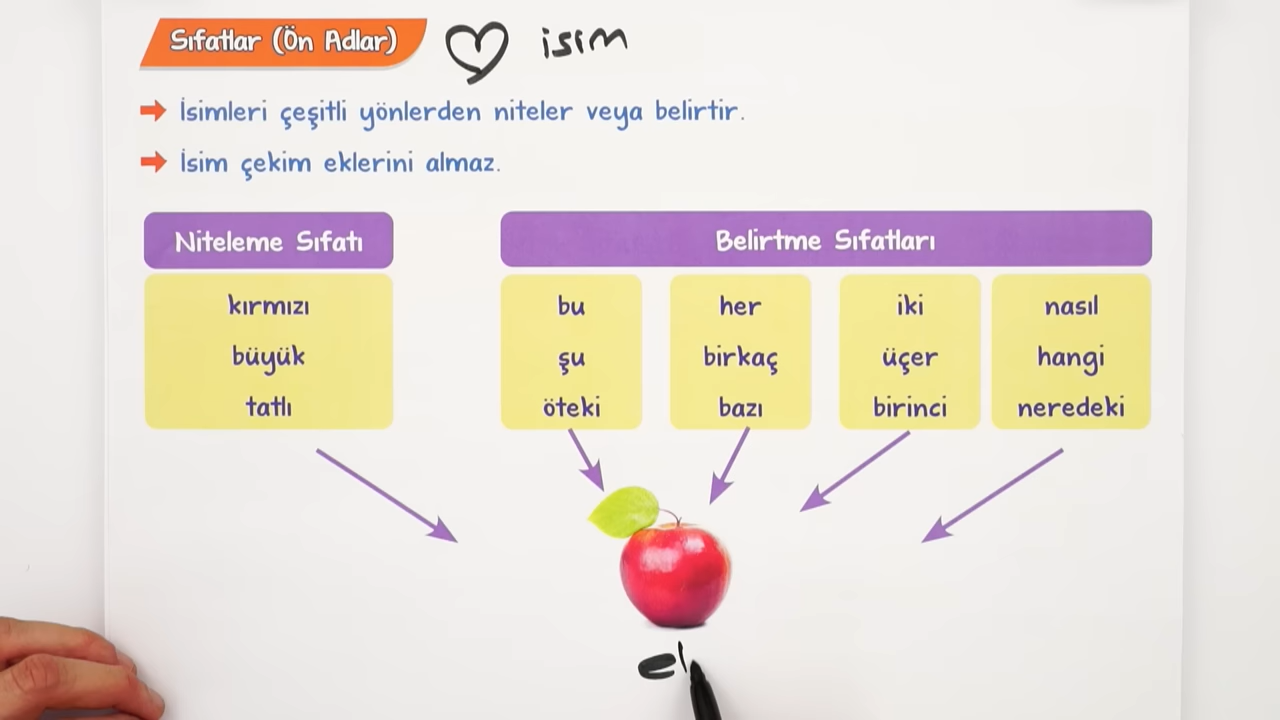 Sıfatlar (Ön Adlar) isim
İsimleri çeşitli yönlerden niteler veya belirtir.
İsim çekim eklerini almaz.
Niteleme Sıfatı
kırmızı
büyük
tatlı
Belirtme Sıfatları
bu
şu
öteki
her
birkaç
bazı
iki
üçer
birinci
nasıl
hangi
neredeki
el